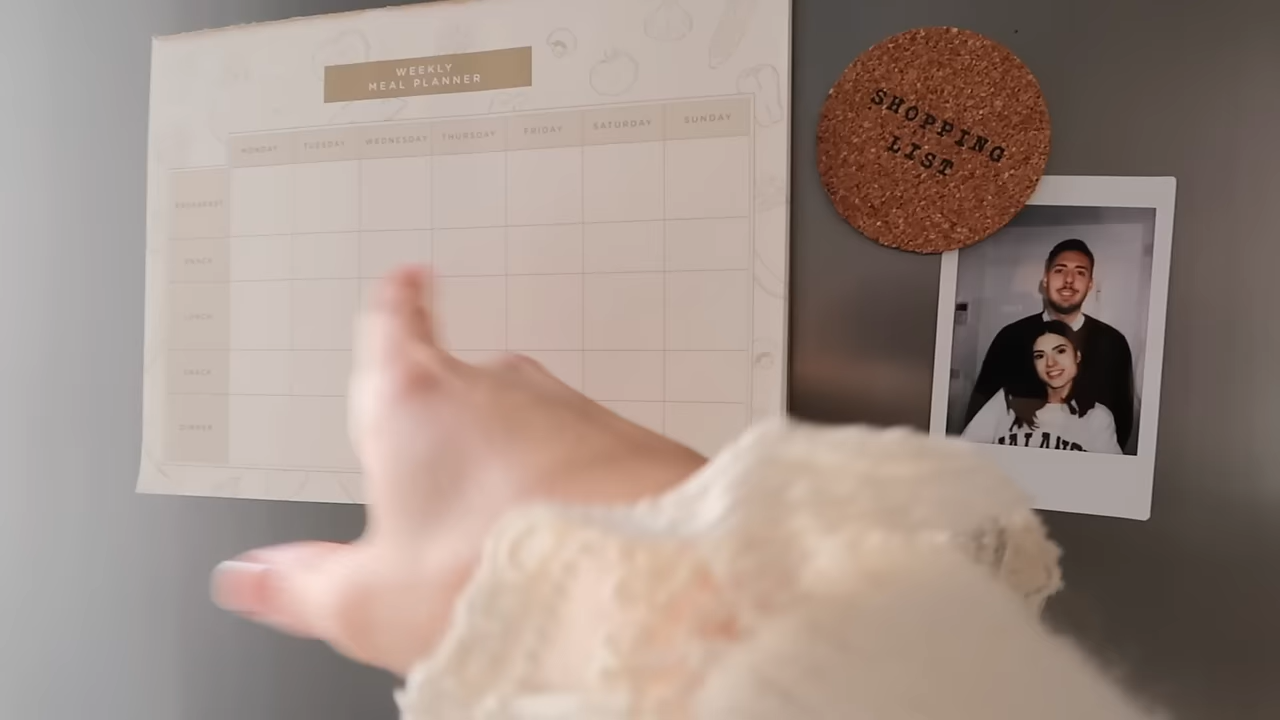 WEEKLY
MEAL PLANNER
MONDAY TUESDAY WEDNESDAY THURSDAY FRIDAY SATURDAY SUNDAY
BREAKFAST
SNACK
LUNCH
SNACK
DINNER
SHOPPING
LIST